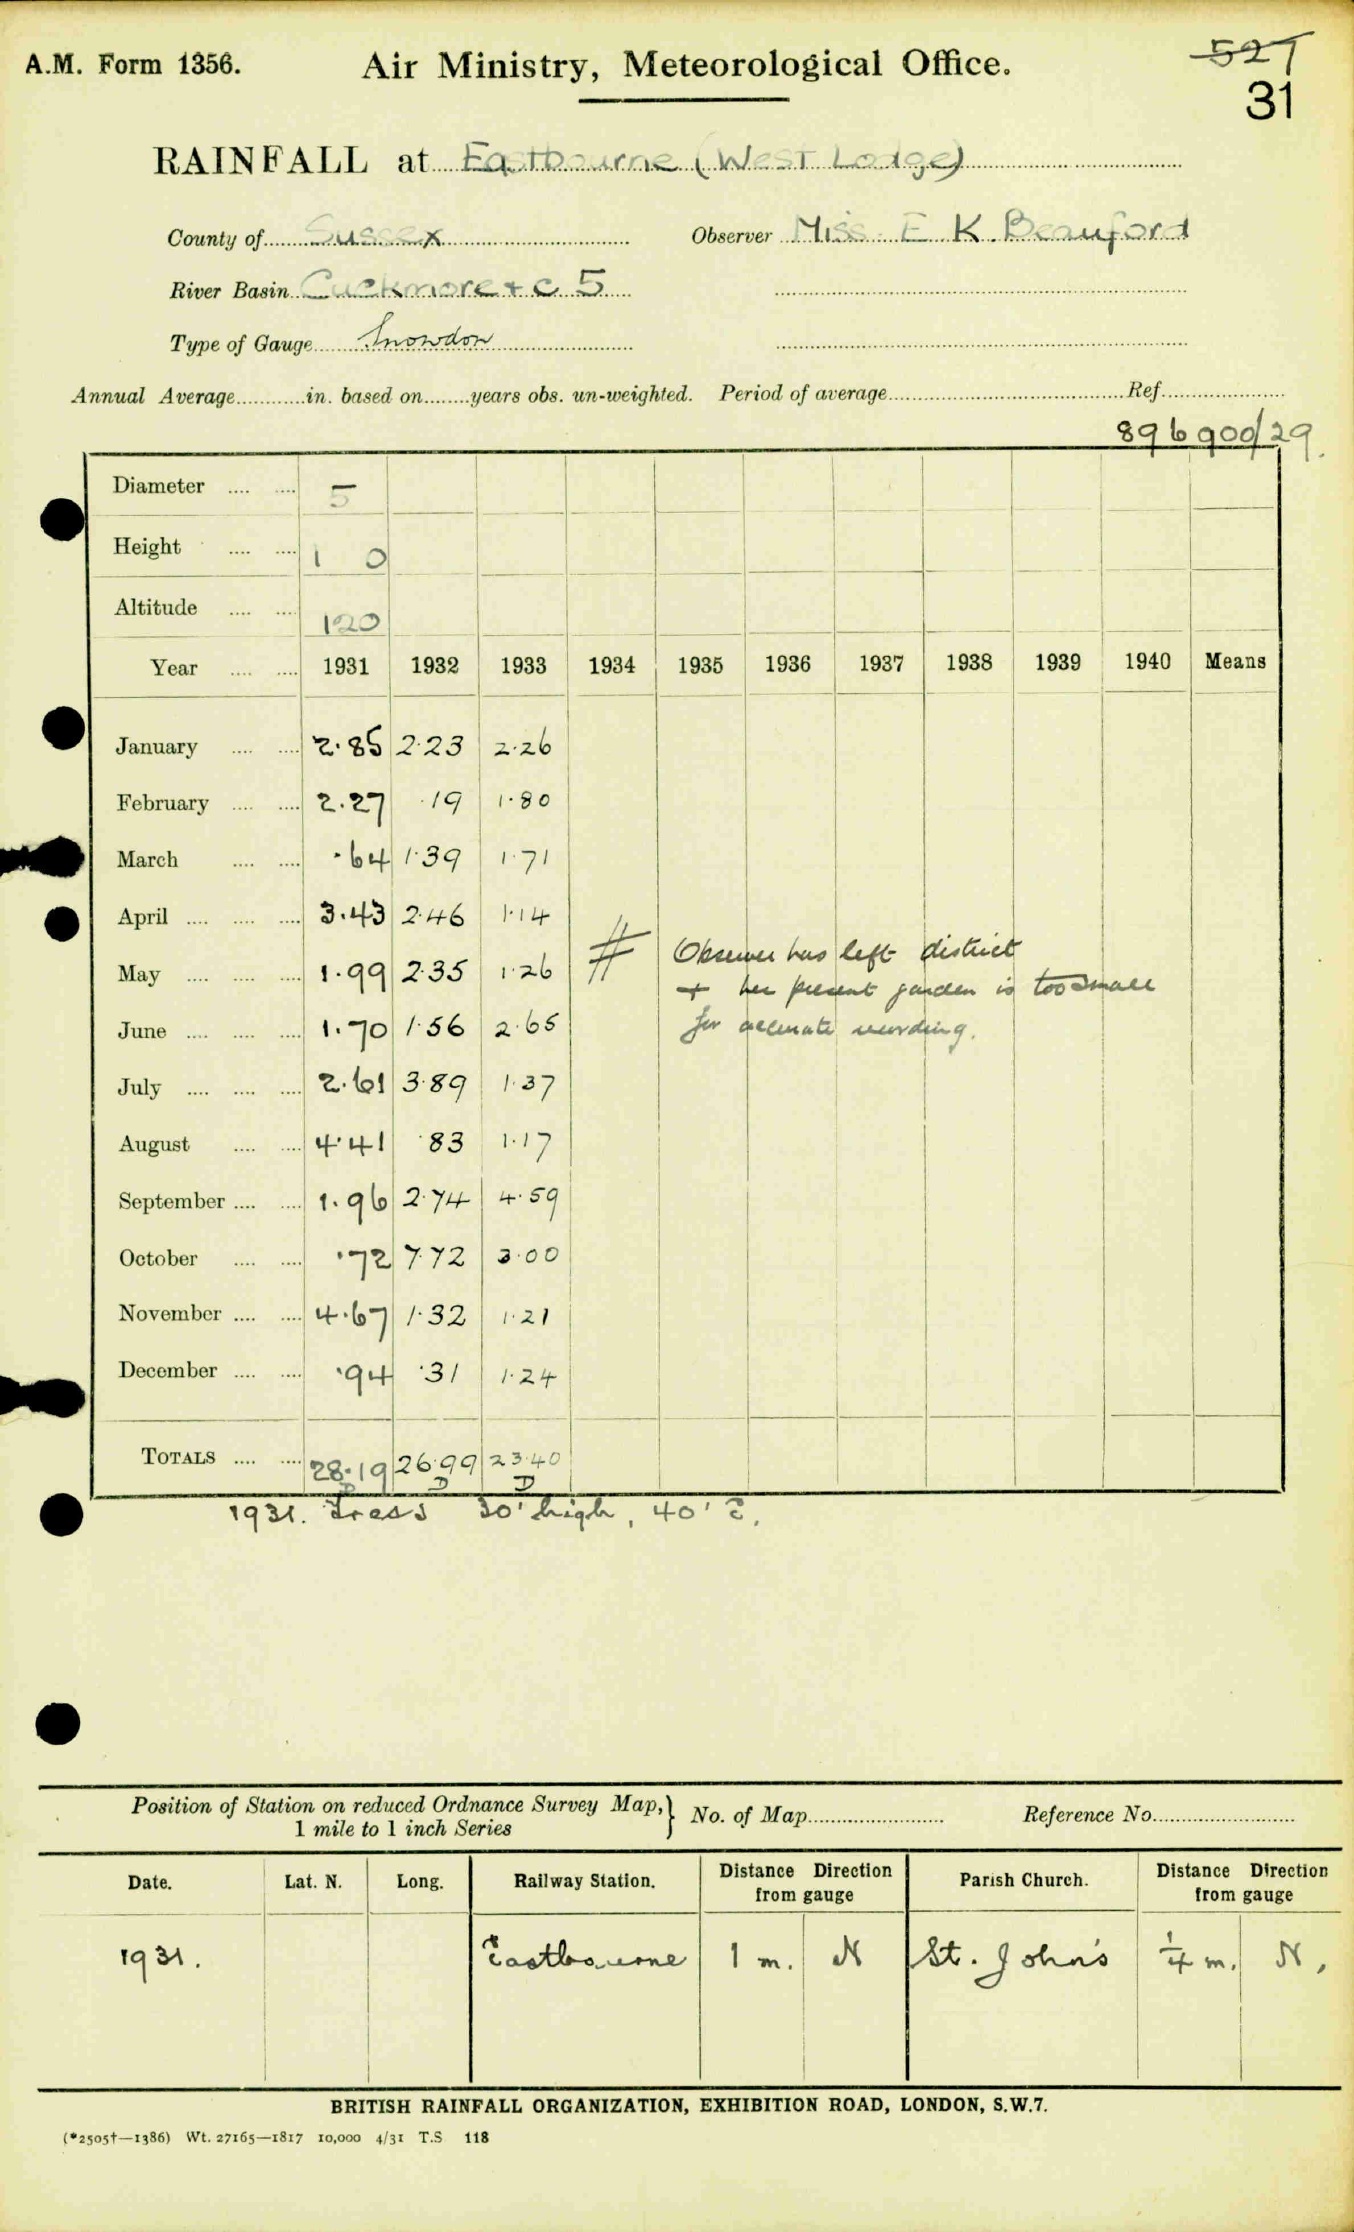 A.M. Form 1356.
Air Ministry, Meteorological Office.
527
31
RAINFALL at Eastbourne (West Lodge)
County of Sussex
Observer Miss E K. Beauford
River Basin Cuckmore + c 5
Type of Gauge Snowdon
Annual Average in. based on years obs. un-weighted. Period of average Ref.
896900/29.
Diameter 5
Height 1 0
Altitude 120
Year 1931 1932 1933 1934 1935 1936 1937 1938 1939 1940 Means
January 2.85 2.23 2.26
February 2.27 .19 1.80
March .64 1.39 1.71
April 3.43 2.46 1.14
May 1.99 2.35 1.26
# Observer has left district
+ her present garden is too small
for accurate recording.
June 1.70 1.56 2.65
July 2.61 3.89 1.37
August 4.41 .83 1.17
September 1.96 2.74 4.59
October .72 7.72 3.00
November 4.67 1.32 1.21
December .94 .31 1.24
TOTALS 28.19 26.99 23.40
D D D
1931. Trees 30' high, 40' E.
Position of Station on reduced Ordnance Survey Map,} No. of Map Reference No.
1 mile to 1 inch Series
Date. Lat. N. Long. Railway Station. Distance Direction from gauge Parish Church. Distance Direction from gauge
1931. Eastbourne 1 m. N St. John's ¼ m. N.
BRITISH RAINFALL ORGANIZATION, EXHIBITION ROAD, LONDON, S.W.7.
(*2505†—1386) Wt. 27165—1817 10,000 4/31 T.S 118